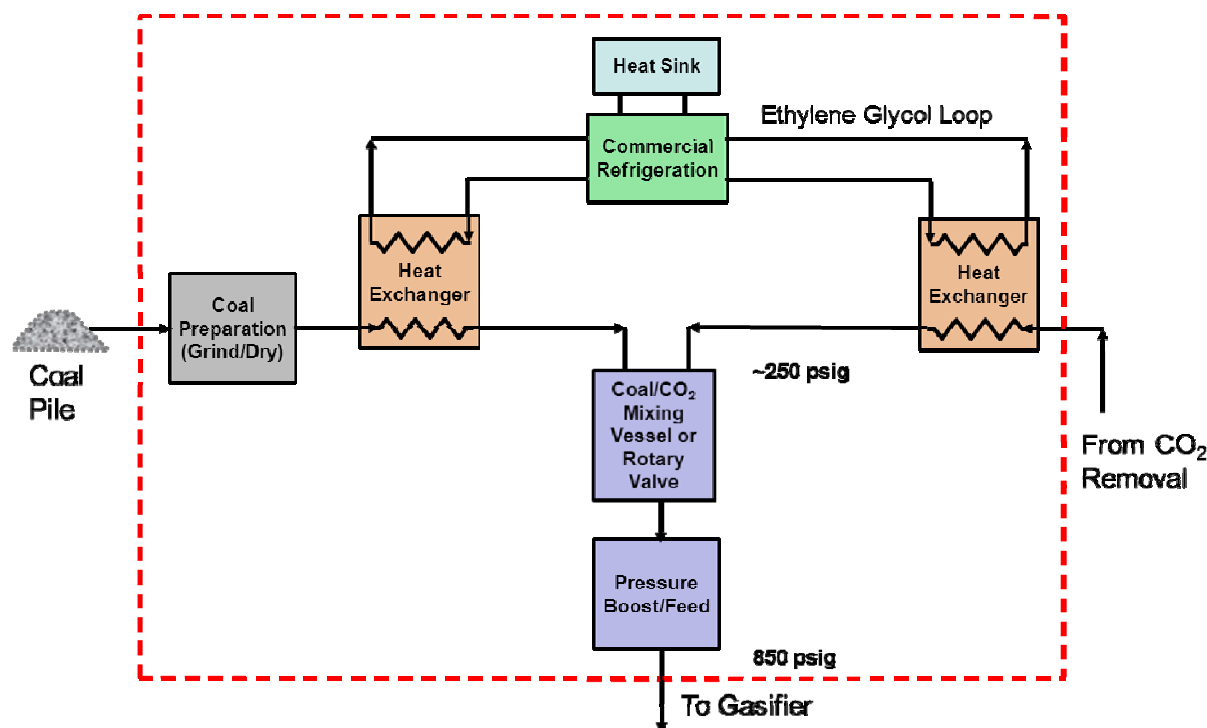 Heat Sink
Ethylene Glycol Loop
Commercial
Refrigeration
Heat
Exchanger
Heat
Exchanger
Coal
Preparation
(Grind/Dry)
Coal
Pile
~250 psig
Coal/CO₂
Mixing
Vessel or
Rotary
Valve
From CO₂
Removal
Pressure
Boost/Feed
850 psig
To Gasifier